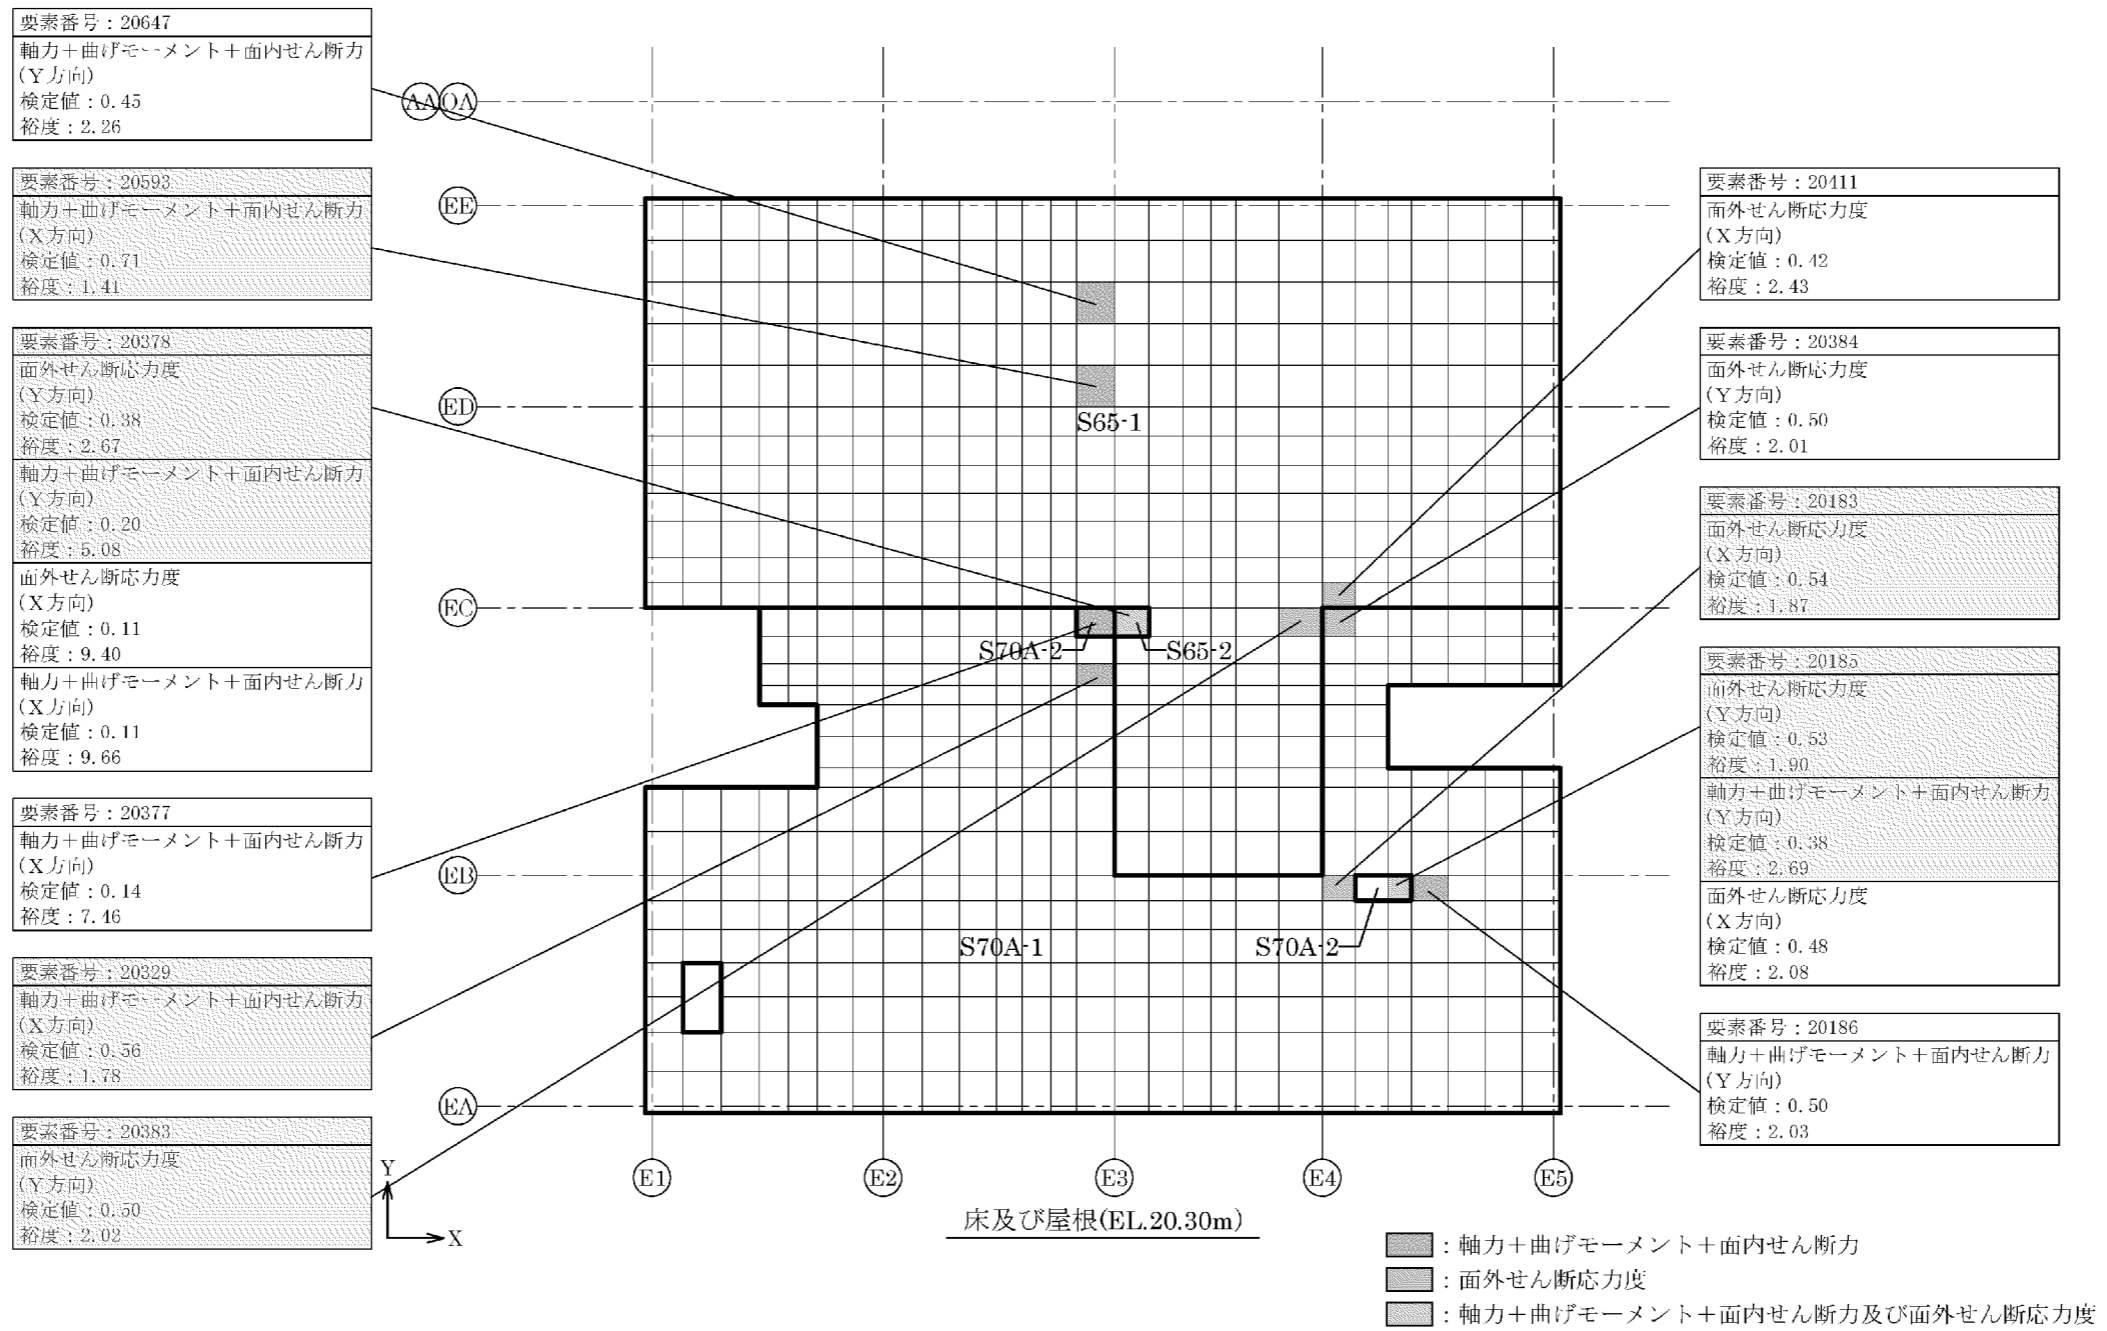 要素番号:20647
軸力+曲げモーメント+面内せん断力
(Y方向)
検定値:0.45
裕度:2.26
要素番号:20593
軸力+曲げモーメント+面内せん断力
(X方向)
検定値:0.71
裕度:1.41
要素番号:20378
面外せん断応力度
(Y方向)
検定値:0.38
裕度:2.67
軸力+曲げモーメント+面内せん断力
(Y方向)
検定値:0.20
裕度:5.08
面外せん断応力度
(X方向)
検定値:0.11
裕度:9.40
軸力+曲げモーメント+面内せん断力
(X方向)
検定値:0.11
裕度:9.66
要素番号:20377
軸力+曲げモーメント+面内せん断力
(X方向)
検定値:0.14
裕度:7.46
要素番号:20329
軸力+曲げモーメント+面内せん断力
(X方向)
検定値:0.56
裕度:1.78
要素番号:20383
面外せん断応力度
(Y方向)
検定値:0.50
裕度:2.02
AA
OA
EE
ED
EC
EB
EA
S65-1
S70A-2
S65-2
S70A-1
S70A-2
E1
E2
E3
E4
E5
Y
X
床及び屋根(EL.20.30m)
要素番号:20411
面外せん断応力度
(X方向)
検定値:0.42
裕度:2.43
要素番号:20384
面外せん断応力度
(Y方向)
検定値:0.50
裕度:2.01
要素番号:20183
面外せん断応力度
(X方向)
検定値:0.54
裕度:1.87
要素番号:20185
面外せん断応力度
(Y方向)
検定値:0.53
裕度:1.90
軸力+曲げモーメント+面内せん断力
(Y方向)
検定値:0.38
裕度:2.69
面外せん断応力度
(X方向)
検定値:0.48
裕度:2.08
要素番号:20186
軸力+曲げモーメント+面内せん断力
(Y方向)
検定値:0.50
裕度:2.03
:軸力+曲げモーメント+面内せん断力
:面外せん断応力度
:軸力+曲げモーメント+面内せん断力及び面外せん断応力度